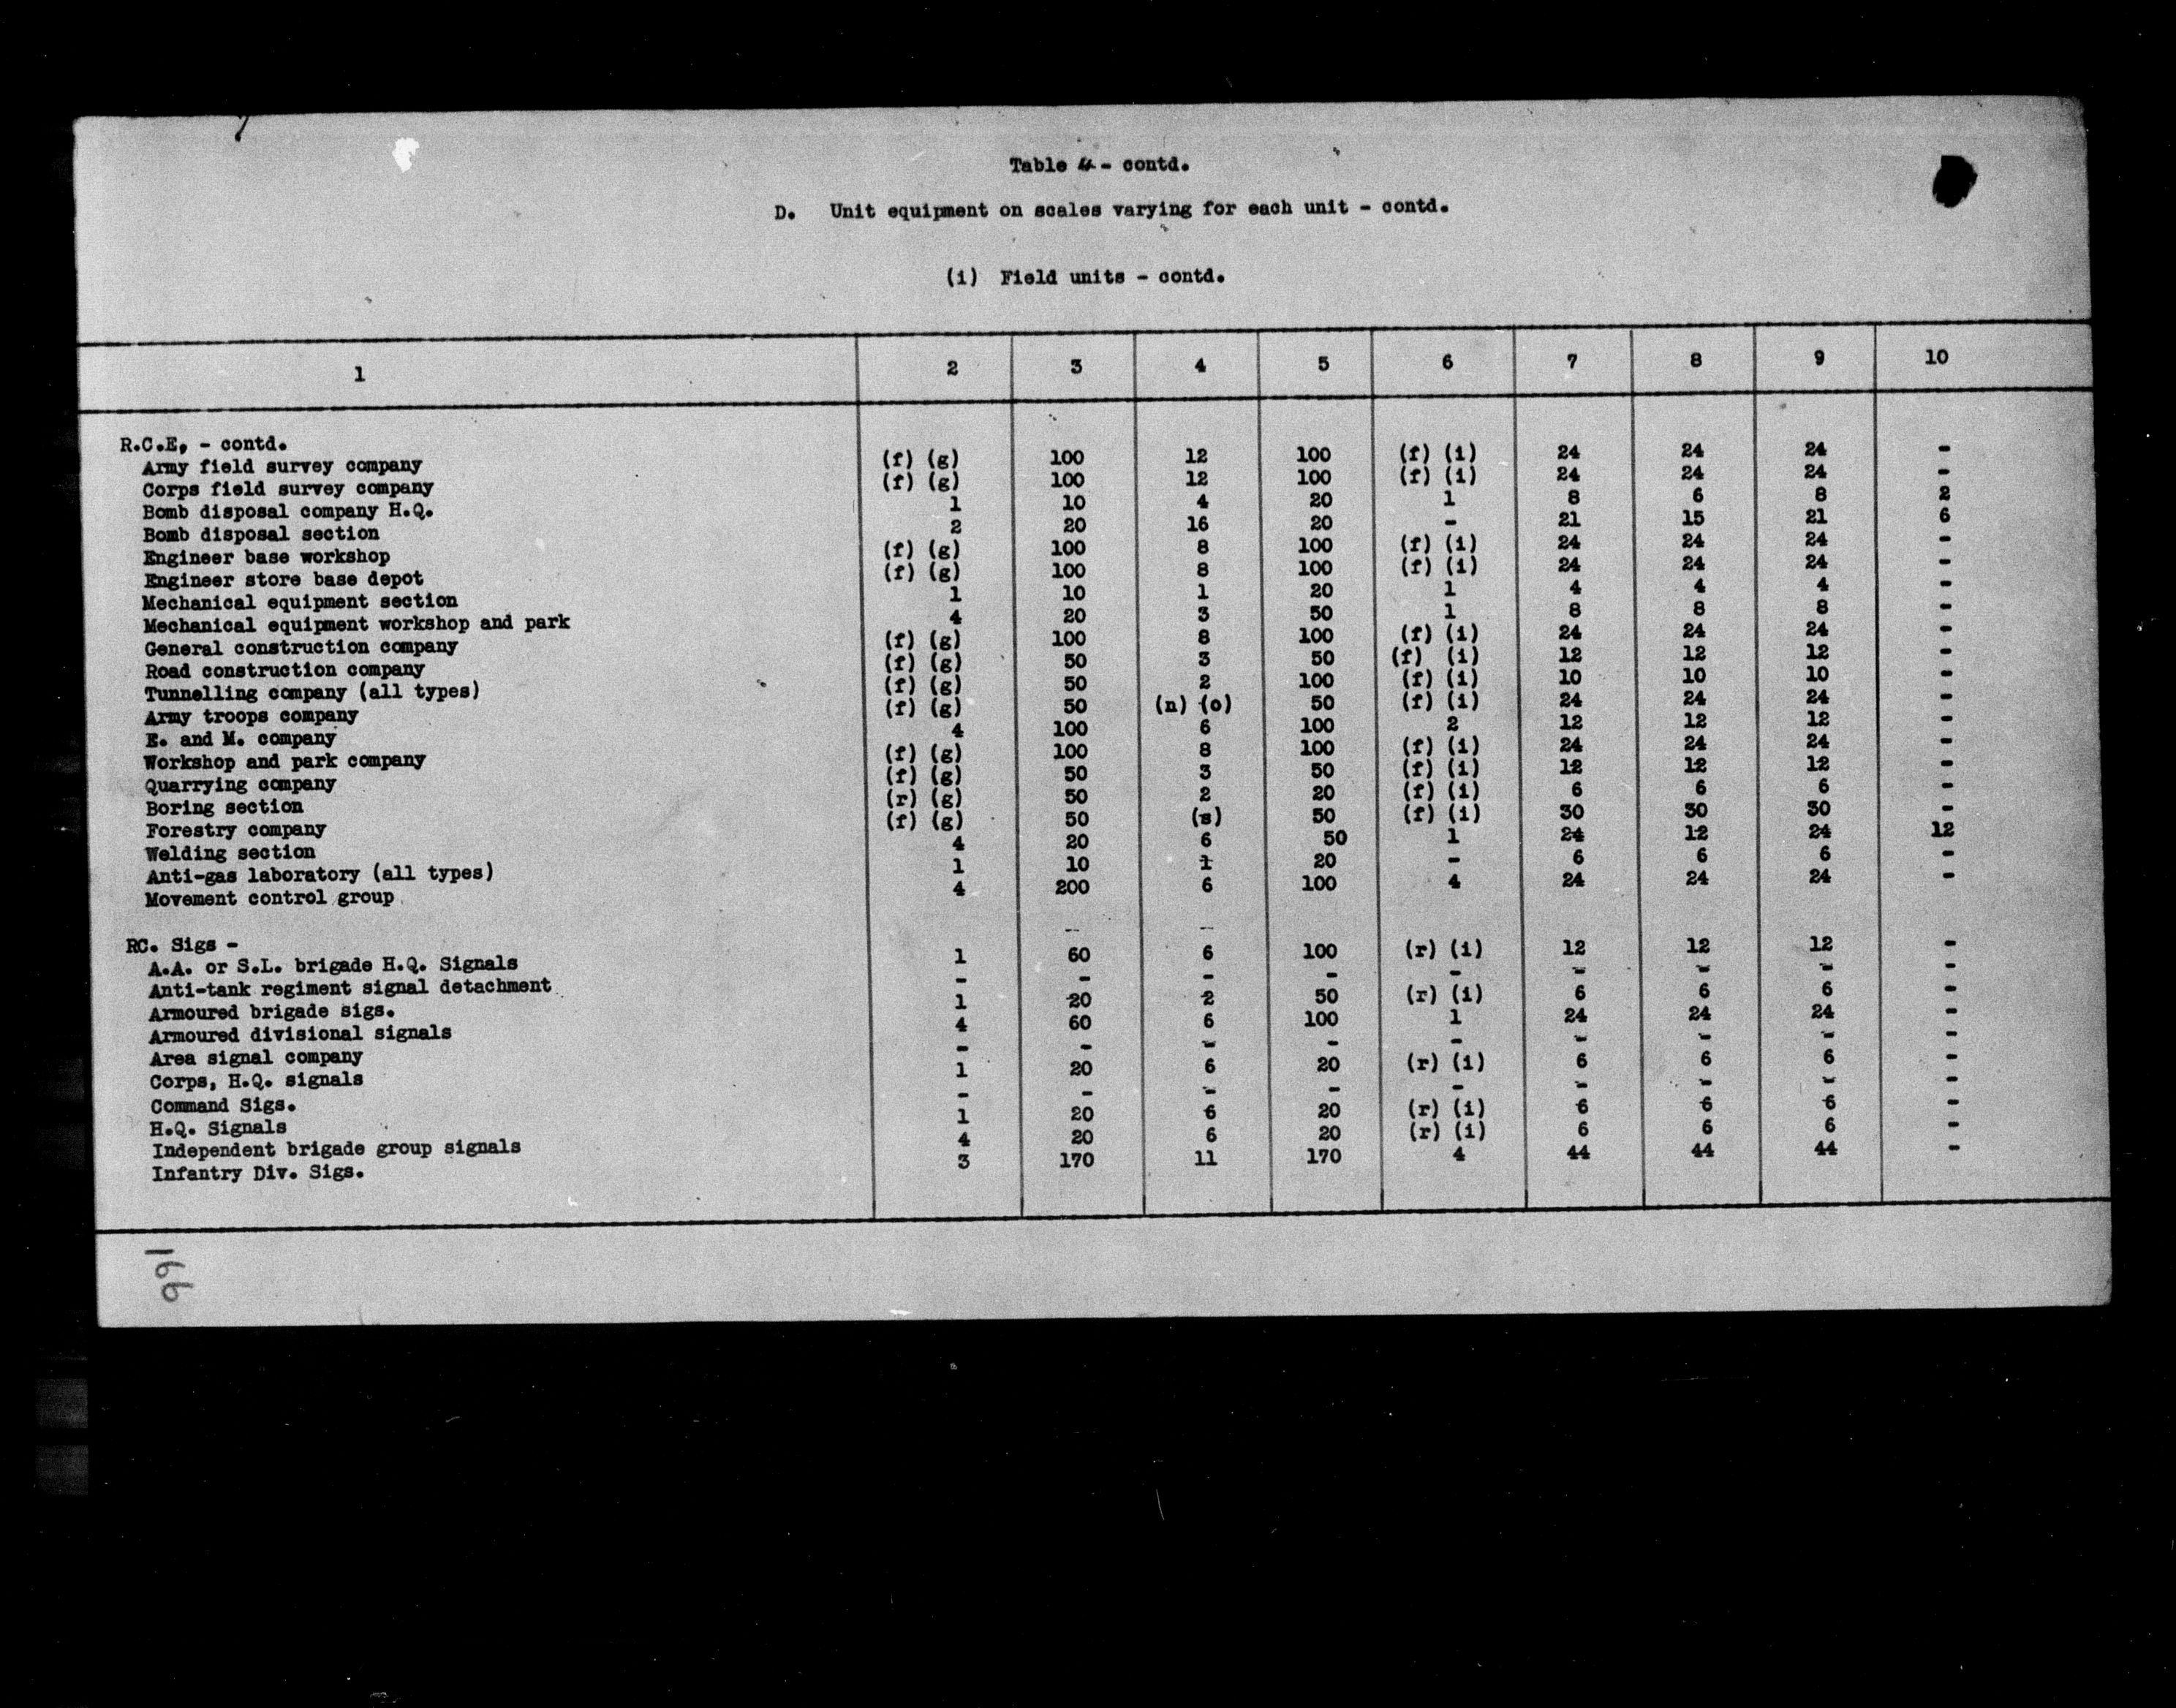 Table 4 - contd.
D. Unit equipment on scales varying for each unit - contd.
(i) Field units - contd.
1 2 3 4 5 6 7 8 9 10
R.C.E, - contd.
Army field survey company (f) (g) 100 12 100 (f) (i) 24 24 24 -
Corps field survey company (f) (g) 100 12 100 (f) (i) 24 24 24 -
Bomb disposal company H.Q. 1 10 4 20 1 8 6 8 2
Bomb disposal section 2 20 16 20 - 21 15 21 6
Engineer base workshop (f) (g) 100 8 100 (f) (i) 24 24 24 -
Engineer store base depot (f) (g) 100 8 100 (f) (i) 24 24 24 -
Mechanical equipment section 1 10 1 20 1 4 4 4 -
Mechanical equipment workshop and park 4 20 3 50 1 8 8 8 -
General construction company (f) (g) 100 8 100 (f) (i) 24 24 24 -
Road construction company (f) (g) 50 3 50 (f) (i) 12 12 12 -
Tunnelling company (all types) (f) (g) 50 2 100 (f) (i) 10 10 10 -
Army troops company (f) (g) 50 (n) (o) 50 (f) (i) 24 24 24 -
E. and M. company 4 100 6 100 2 12 12 12 -
Workshop and park company (f) (g) 100 8 100 (f) (i) 24 24 24 -
Quarrying company (f) (g) 50 3 50 (f) (i) 12 12 12 -
Boring section (r) (g) 50 2 20 (f) (i) 6 6 6 -
Forestry company (f) (g) 50 (s) 50 (f) (i) 30 30 30 -
Welding section 4 20 6 50 1 24 12 24 12
Anti-gas laboratory (all types) 1 10 1 20 - 6 6 6 -
Movement control group 4 200 6 100 4 24 24 24 -
RC. Sigs -
A.A. or S.L. brigade H.Q. Signals 1 60 6 100 (r) (i) 12 12 12 -
Anti-tank regiment signal detachment - - - - - - - - -
Armoured brigade sigs. 1 20 2 50 (r) (i) 6 6 6 -
Armoured divisional signals 4 60 6 100 1 24 24 24 -
Area signal company - - - - - - - - -
Corps, H.Q. signals 1 20 6 20 (r) (i) 6 6 6 -
Command Sigs. - - - - - - - - -
H.Q. Signals 1 20 6 20 (r) (i) 6 6 6 -
Independent brigade group signals 4 20 6 20 (r) (i) 6 6 6 -
Infantry Div. Sigs. 3 170 11 170 4 44 44 44 -
166